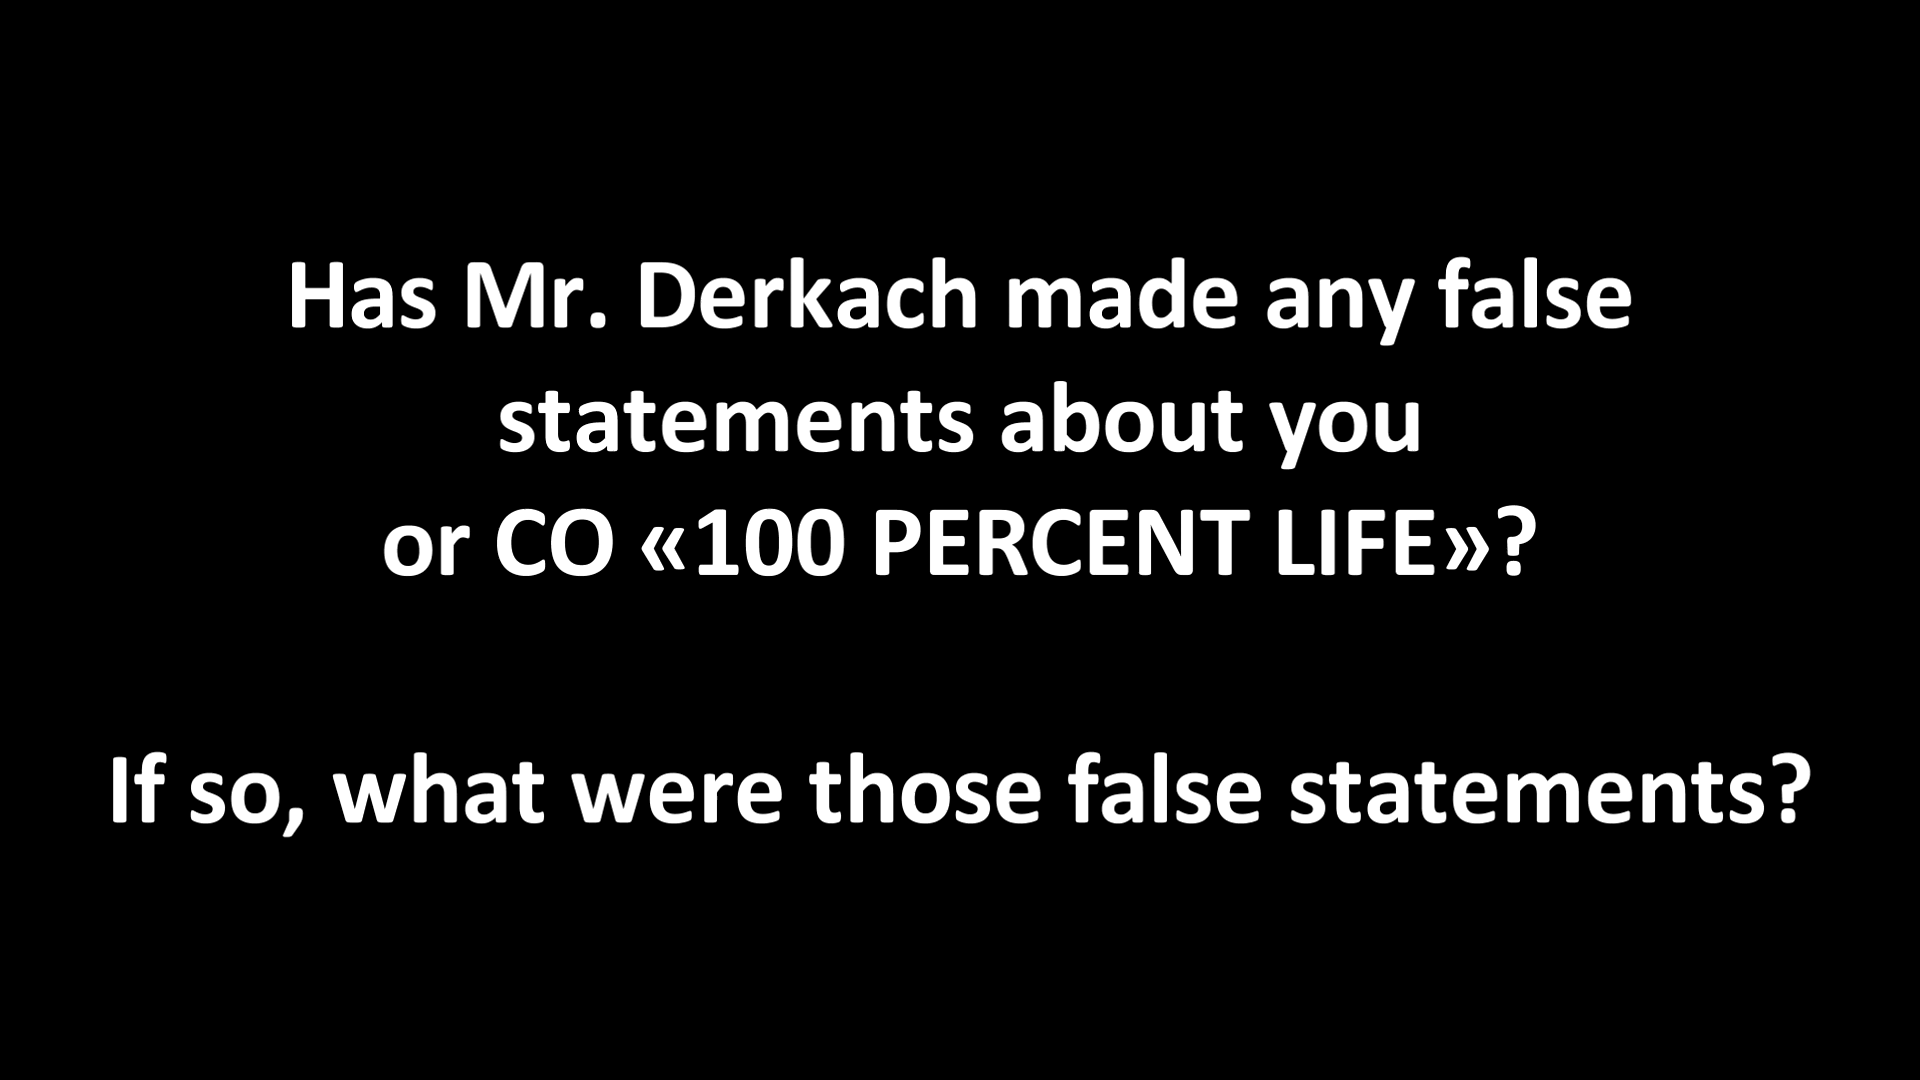 Has Mr. Derkach made any false
statements about you
or CO «100 PERCENT LIFE»?
If so, what were those false statements?